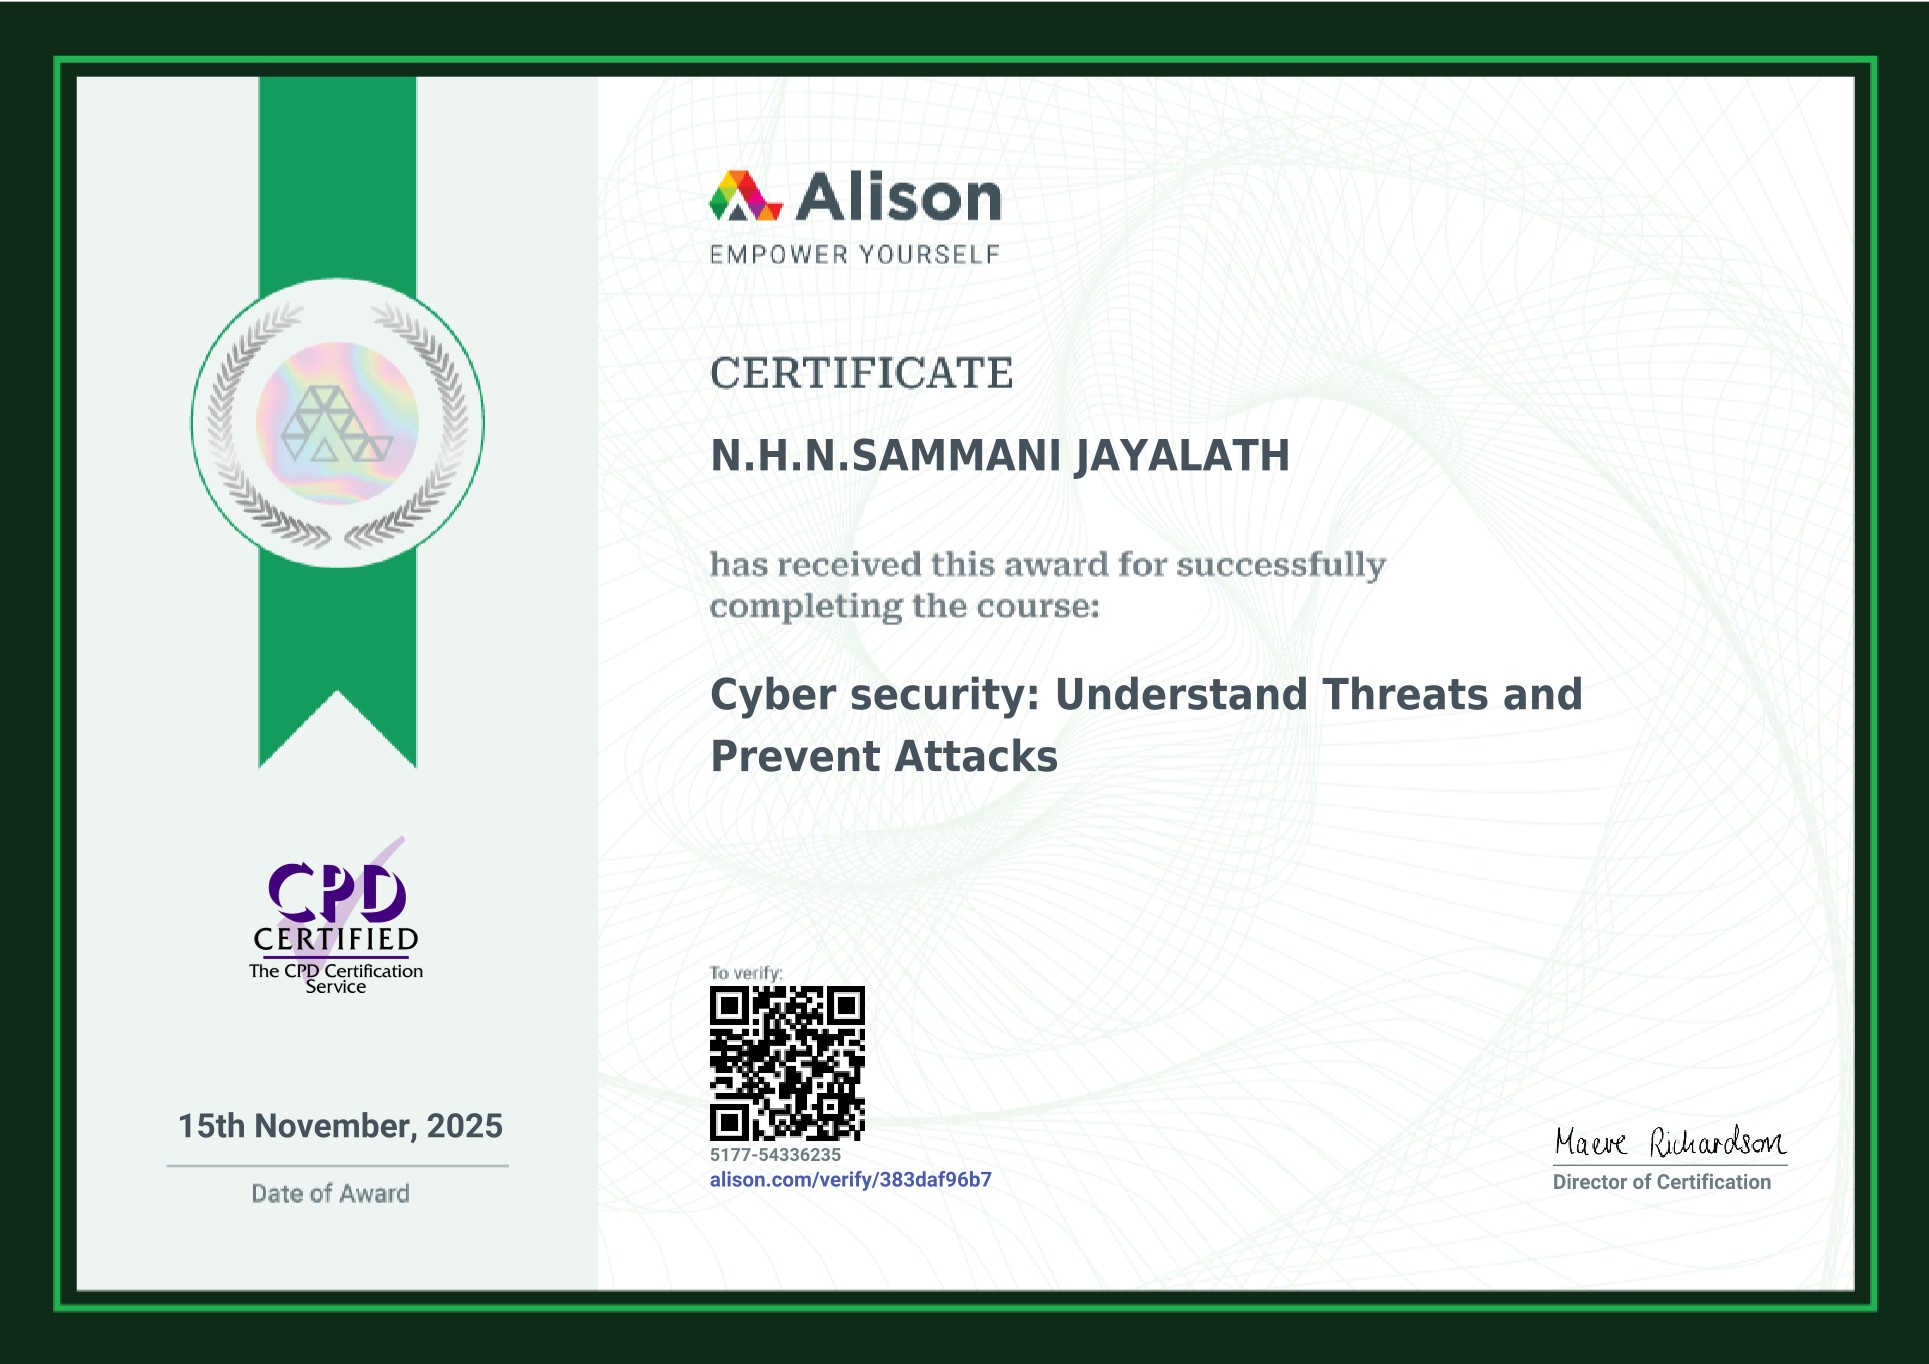 Alison
EMPOWER YOURSELF
CERTIFICATE
N.H.N.SAMMANI JAYALATH
has received this award for successfully
completing the course:
Cyber security: Understand Threats and
Prevent Attacks
CPD
CERTIFIED
The CPD Certification
Service
15th November, 2025
Date of Award
To verify:
5177-54336235
alison.com/verify/383daf96b7
Maeve Richardson
Director of Certification